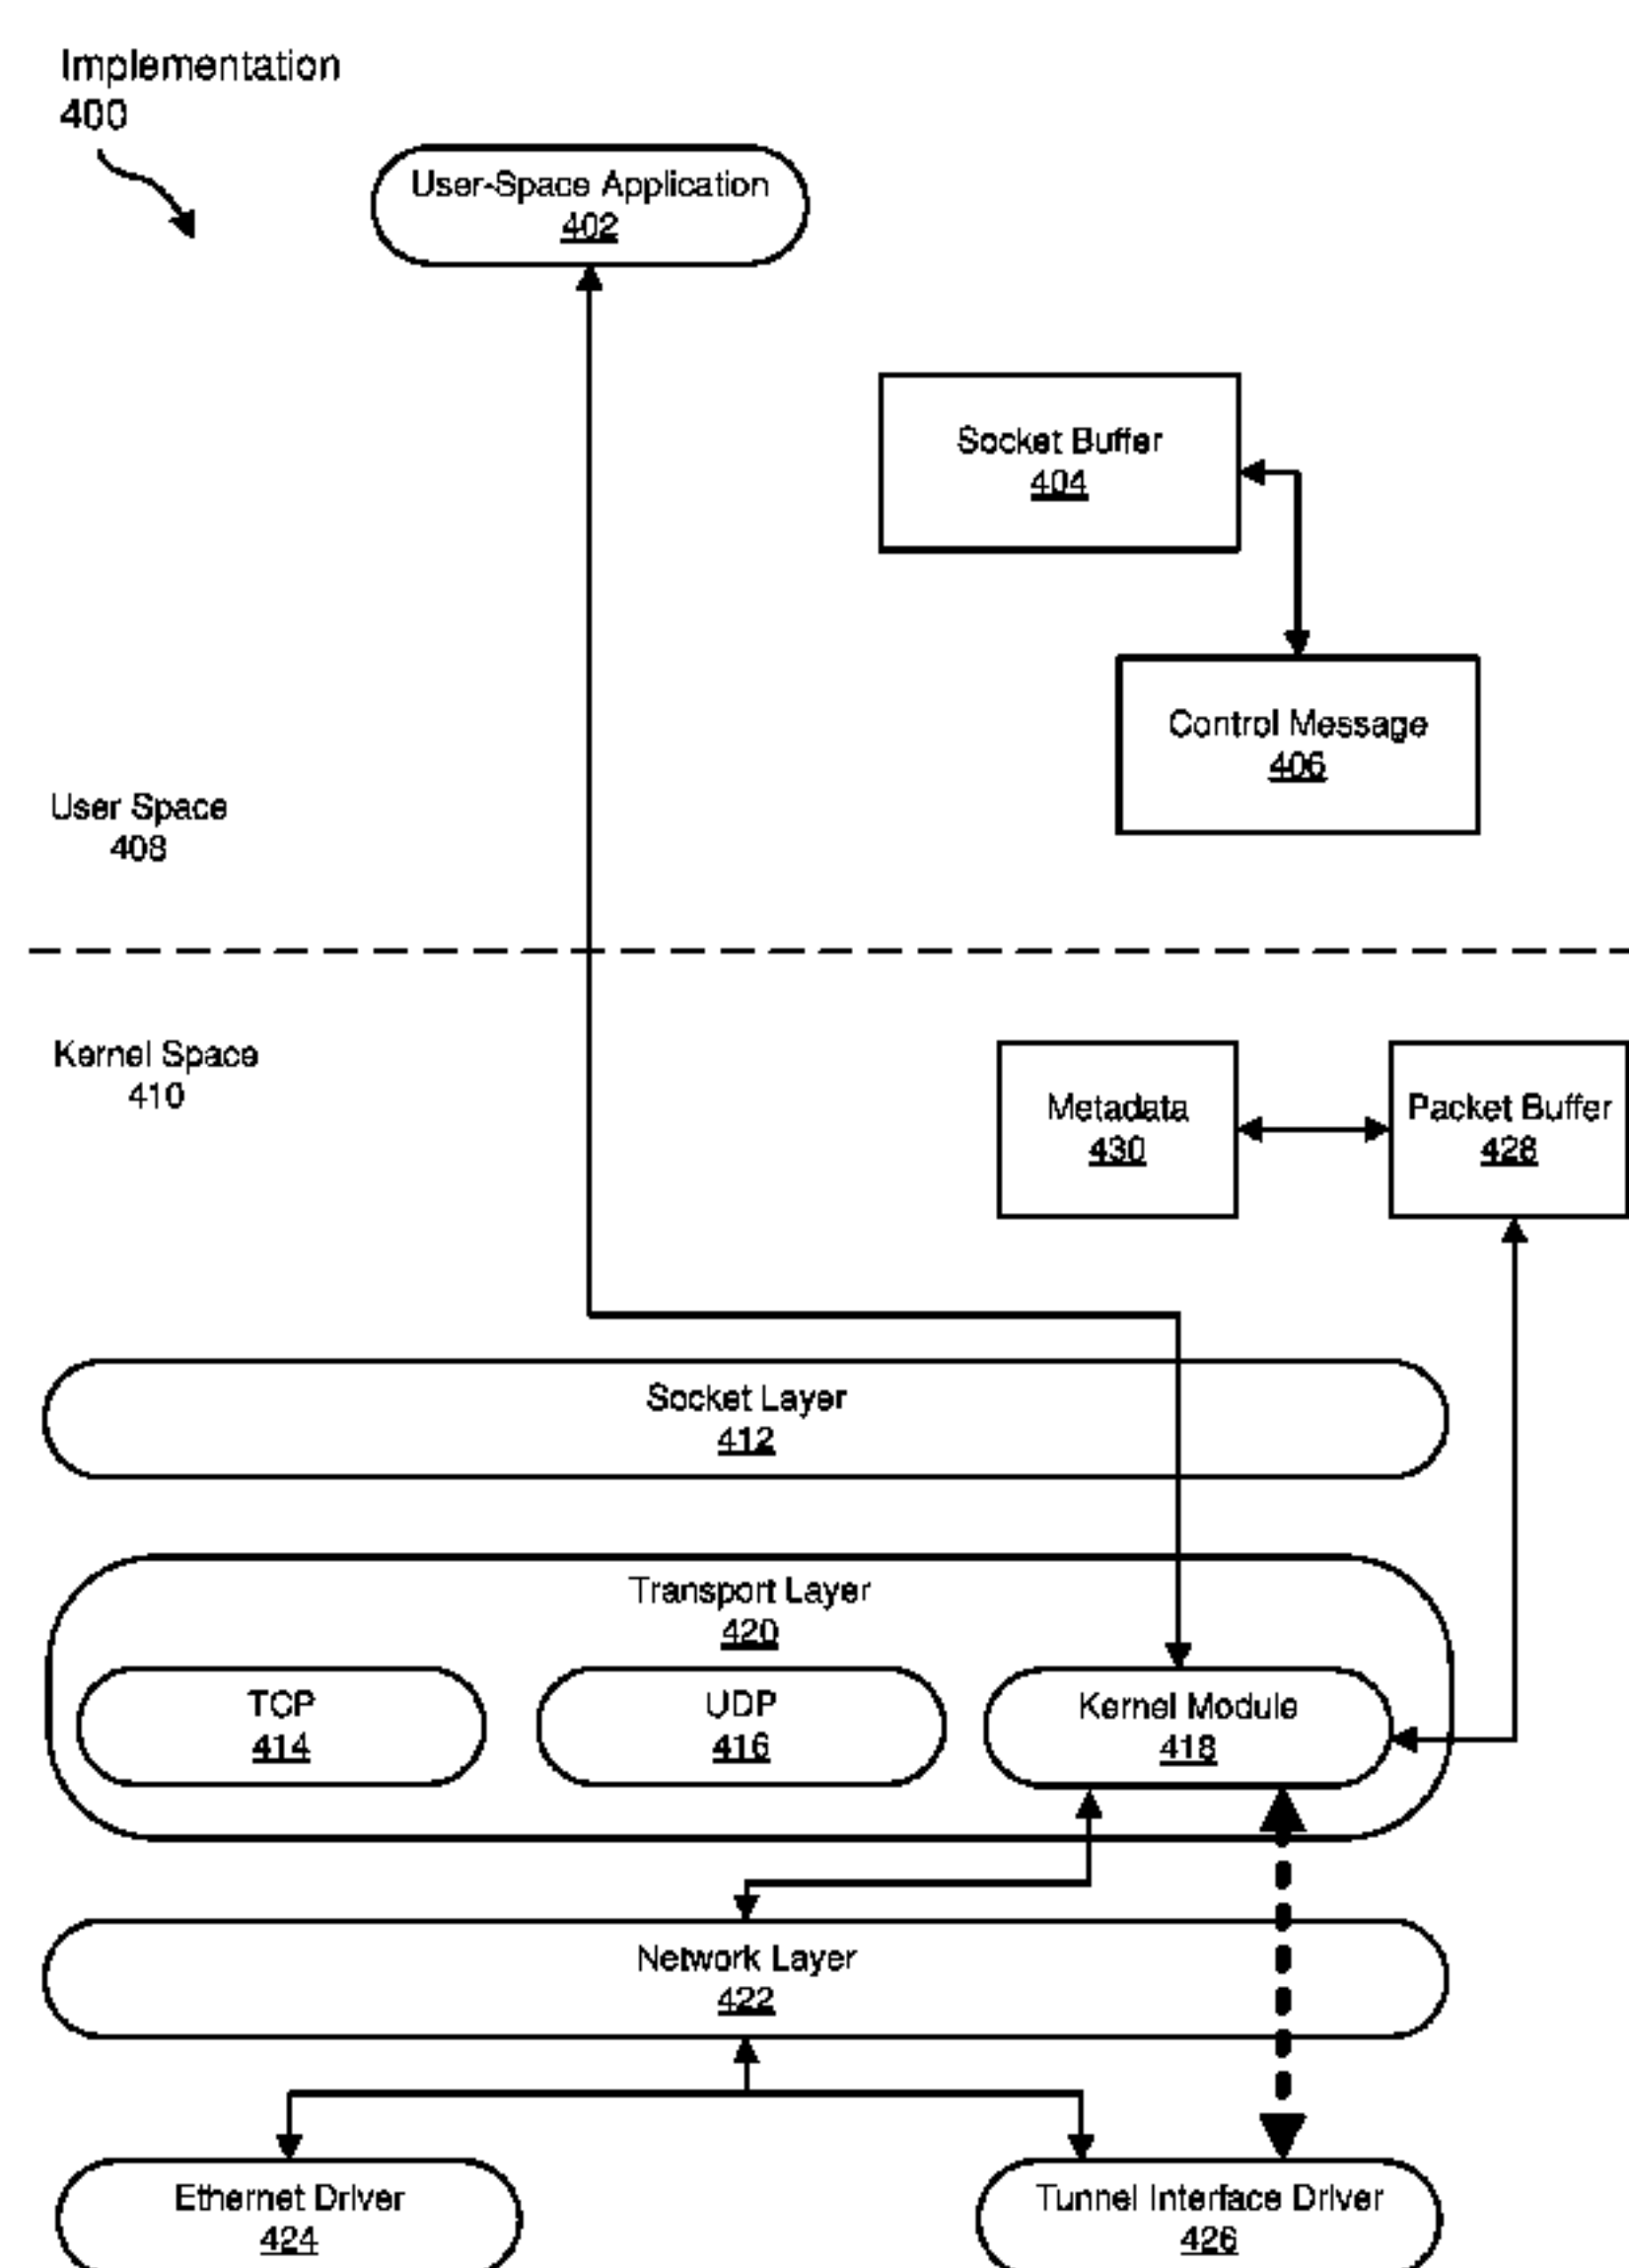 Implementation
400
User-Space Application
402
Socket Buffer
404
Control Message
406
User Space
408
Kernel Space
410
Metadata
430
Packet Buffer
428
Socket Layer
412
Transport Layer
420
TCP
414
UDP
416
Kernel Module
418
Network Layer
422
Ethernet Driver
424
Tunnel Interface Driver
426